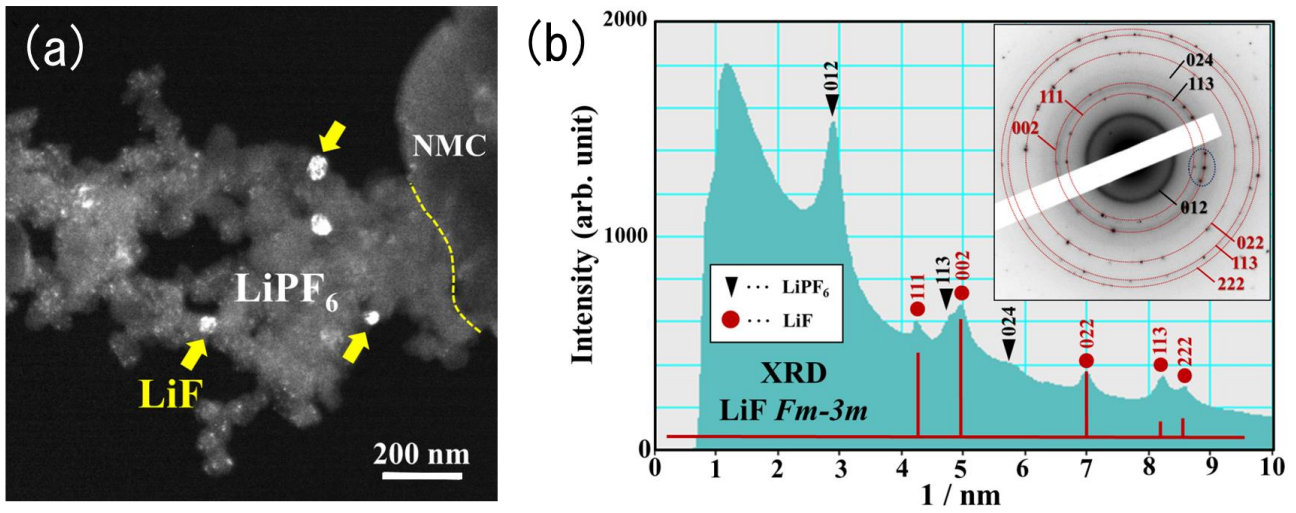 (a)
NMC
LiPF6
LiF
200 nm
(b)
2000
1000
0
Intensity (arb. unit)
012
111
113
002
024
022
113
222
▼ ··· LiPF6
● ··· LiF
XRD
LiF Fm-3m
024
113
111
002
012
022
113
222
0 1 2 3 4 5 6 7 8 9 10
1 / nm